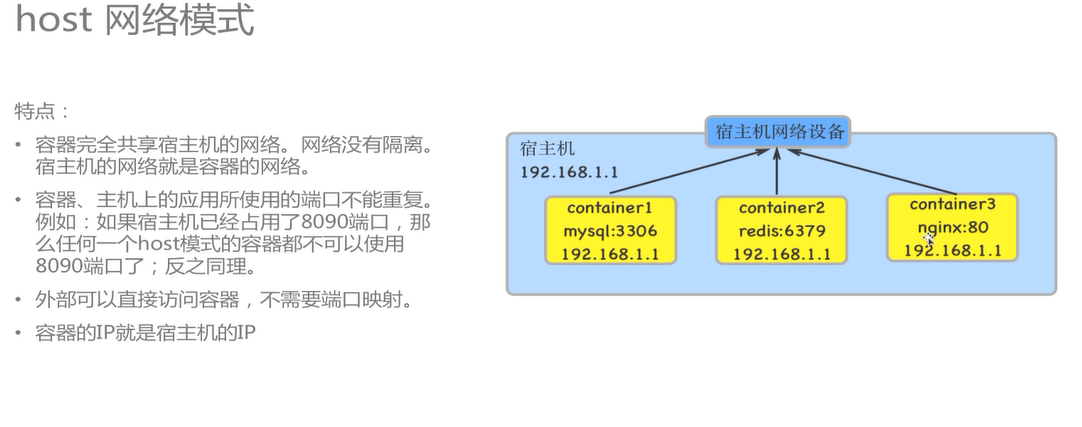 host 网络模式
特点：
• 容器完全共享宿主机的网络。网络没有隔离。
宿主机的网络就是容器的网络。
• 容器、主机上的应用所使用的端口不能重复。
例如：如果宿主机已经占用了8090端口，那
么任何一个host模式的容器都不可以使用
8090端口了；反之同理。
• 外部可以直接访问容器，不需要端口映射。
• 容器的IP就是宿主机的IP
宿主机网络设备
宿主机
192.168.1.1
container1
mysql:3306
192.168.1.1
container2
redis:6379
192.168.1.1
container3
nginx:80
192.168.1.1